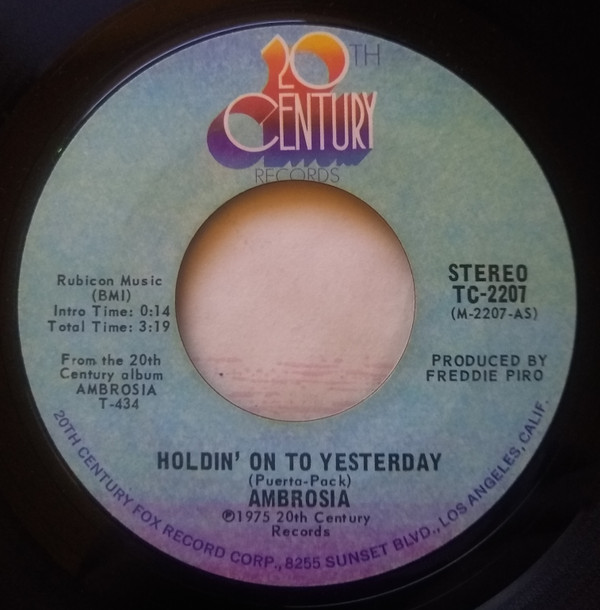 20TH
CENTURY
RECORDS
Rubicon Music
(BMI)
Intro Time: 0:14
Total Time: 3:19
From the 20th
Century album
AMBROSIA
T-434
STEREO
TC-2207
(M-2207-AS)
PRODUCED BY
FREDDIE PIRO
HOLDIN' ON TO YESTERDAY
(Puerta-Pack)
AMBROSIA
℗1975 20th Century
Records
20TH CENTURY FOX RECORD CORP., 8255 SUNSET BLVD., LOS ANGELES, CALIF.